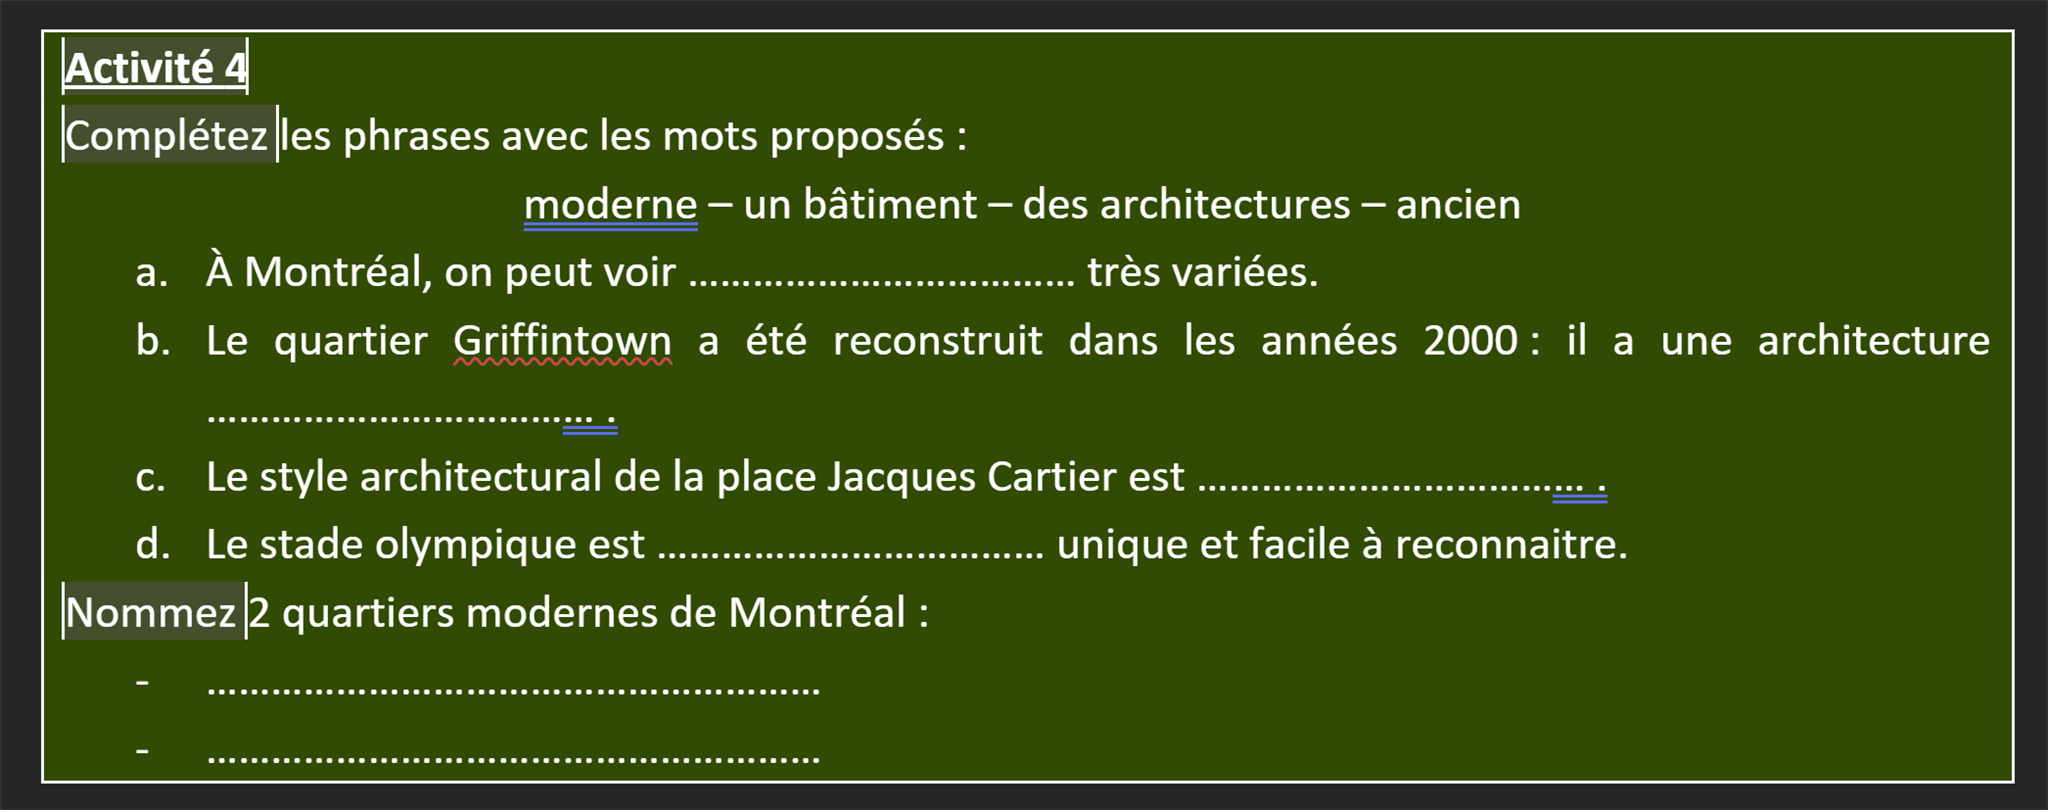 Activité 4
Complétez les phrases avec les mots proposés :
moderne – un bâtiment – des architectures – ancien
a. À Montréal, on peut voir ……………………………… très variées.
b. Le quartier Griffintown a été reconstruit dans les années 2000 : il a une architecture
……………………………… .
c. Le style architectural de la place Jacques Cartier est ……………………………… .
d. Le stade olympique est ……………………………… unique et facile à reconnaitre.
Nommez 2 quartiers modernes de Montréal :
- …………………………………………………
- …………………………………………………